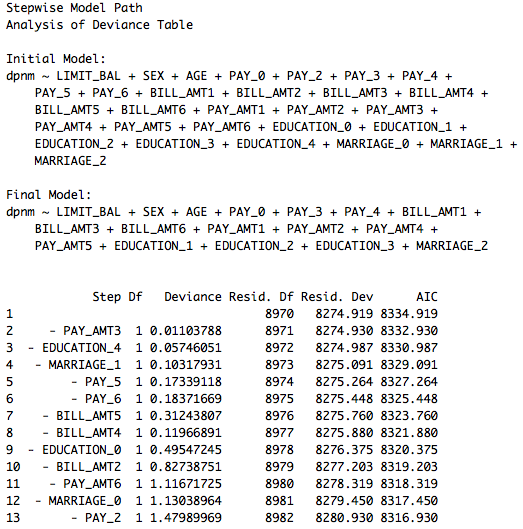 Stepwise Model Path
Analysis of Deviance Table
Initial Model:
dpnm ~ LIMIT_BAL + SEX + AGE + PAY_0 + PAY_2 + PAY_3 + PAY_4 +
PAY_5 + PAY_6 + BILL_AMT1 + BILL_AMT2 + BILL_AMT3 + BILL_AMT4 +
BILL_AMT5 + BILL_AMT6 + PAY_AMT1 + PAY_AMT2 + PAY_AMT3 +
PAY_AMT4 + PAY_AMT5 + PAY_AMT6 + EDUCATION_0 + EDUCATION_1 +
EDUCATION_2 + EDUCATION_3 + EDUCATION_4 + MARRIAGE_0 + MARRIAGE_1 +
MARRIAGE_2
Final Model:
dpnm ~ LIMIT_BAL + SEX + AGE + PAY_0 + PAY_3 + PAY_4 + BILL_AMT1 +
BILL_AMT3 + BILL_AMT6 + PAY_AMT1 + PAY_AMT2 + PAY_AMT4 +
PAY_AMT5 + EDUCATION_1 + EDUCATION_2 + EDUCATION_3 + MARRIAGE_2
Step Df Deviance Resid. Df Resid. Dev AIC
1 8970 8274.919 8334.919
2 - PAY_AMT3 1 0.01103788 8971 8274.930 8332.930
3 - EDUCATION_4 1 0.05746051 8972 8274.987 8330.987
4 - MARRIAGE_1 1 0.10317931 8973 8275.091 8329.091
5 - PAY_5 1 0.17339118 8974 8275.264 8327.264
6 - PAY_6 1 0.18371669 8975 8275.448 8325.448
7 - BILL_AMT5 1 0.31243807 8976 8275.760 8323.760
8 - BILL_AMT4 1 0.11966891 8977 8275.880 8321.880
9 - EDUCATION_0 1 0.49547245 8978 8276.375 8320.375
10 - BILL_AMT2 1 0.82738751 8979 8277.203 8319.203
11 - PAY_AMT6 1 1.11671725 8980 8278.319 8318.319
12 - MARRIAGE_0 1 1.13038964 8981 8279.450 8317.450
13 - PAY_2 1 1.47989969 8982 8280.930 8316.930